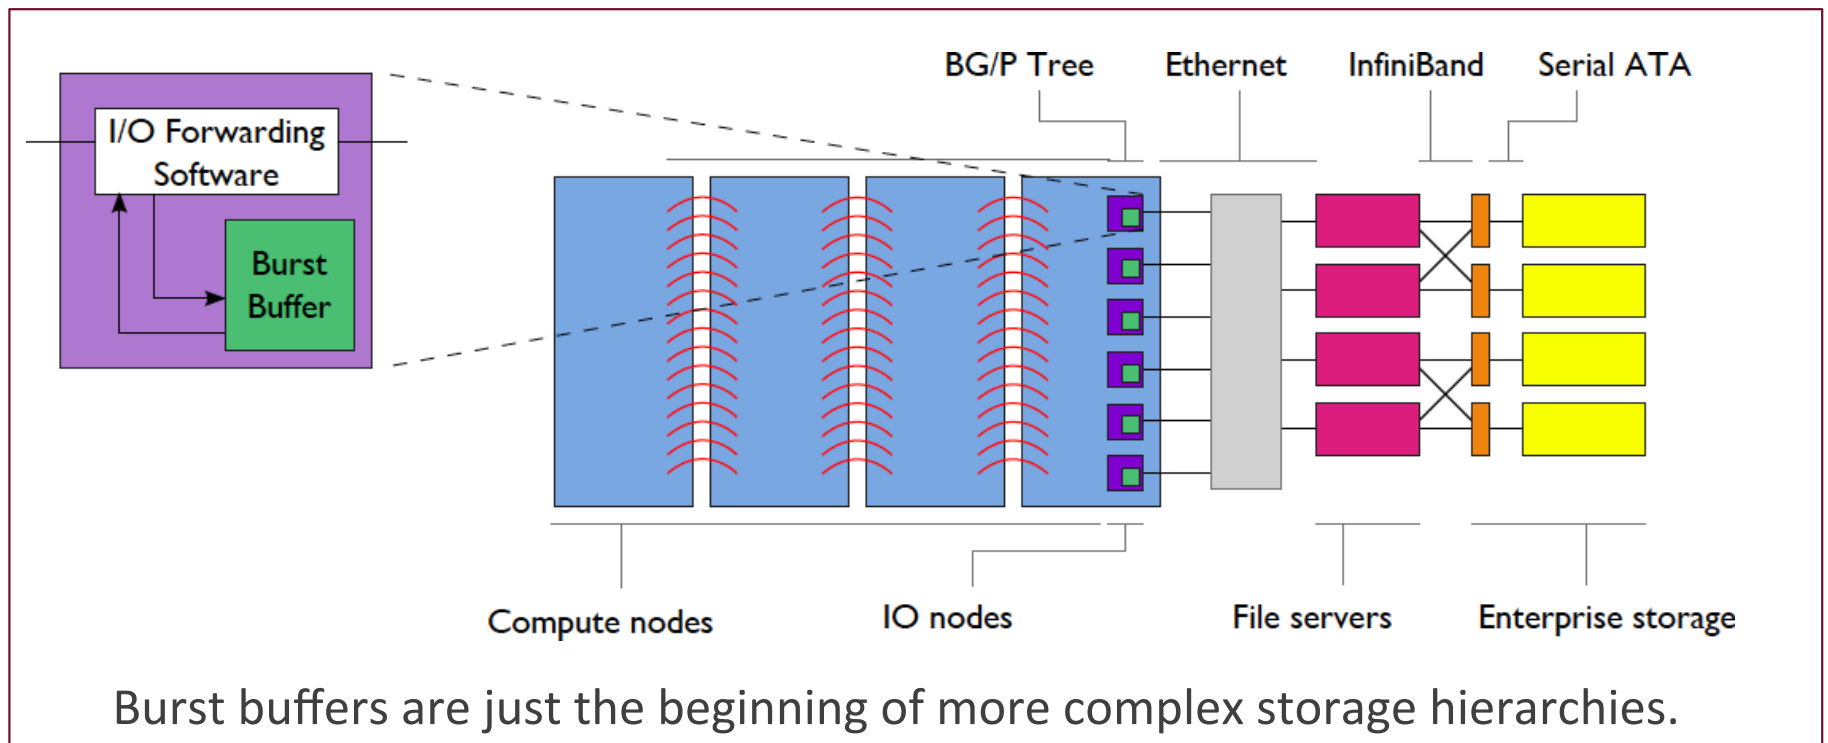 BG/P Tree
Ethernet
InfiniBand
Serial ATA
I/O Forwarding
Software
Burst
Buffer
Compute nodes
IO nodes
File servers
Enterprise storage
Burst buffers are just the beginning of more complex storage hierarchies.